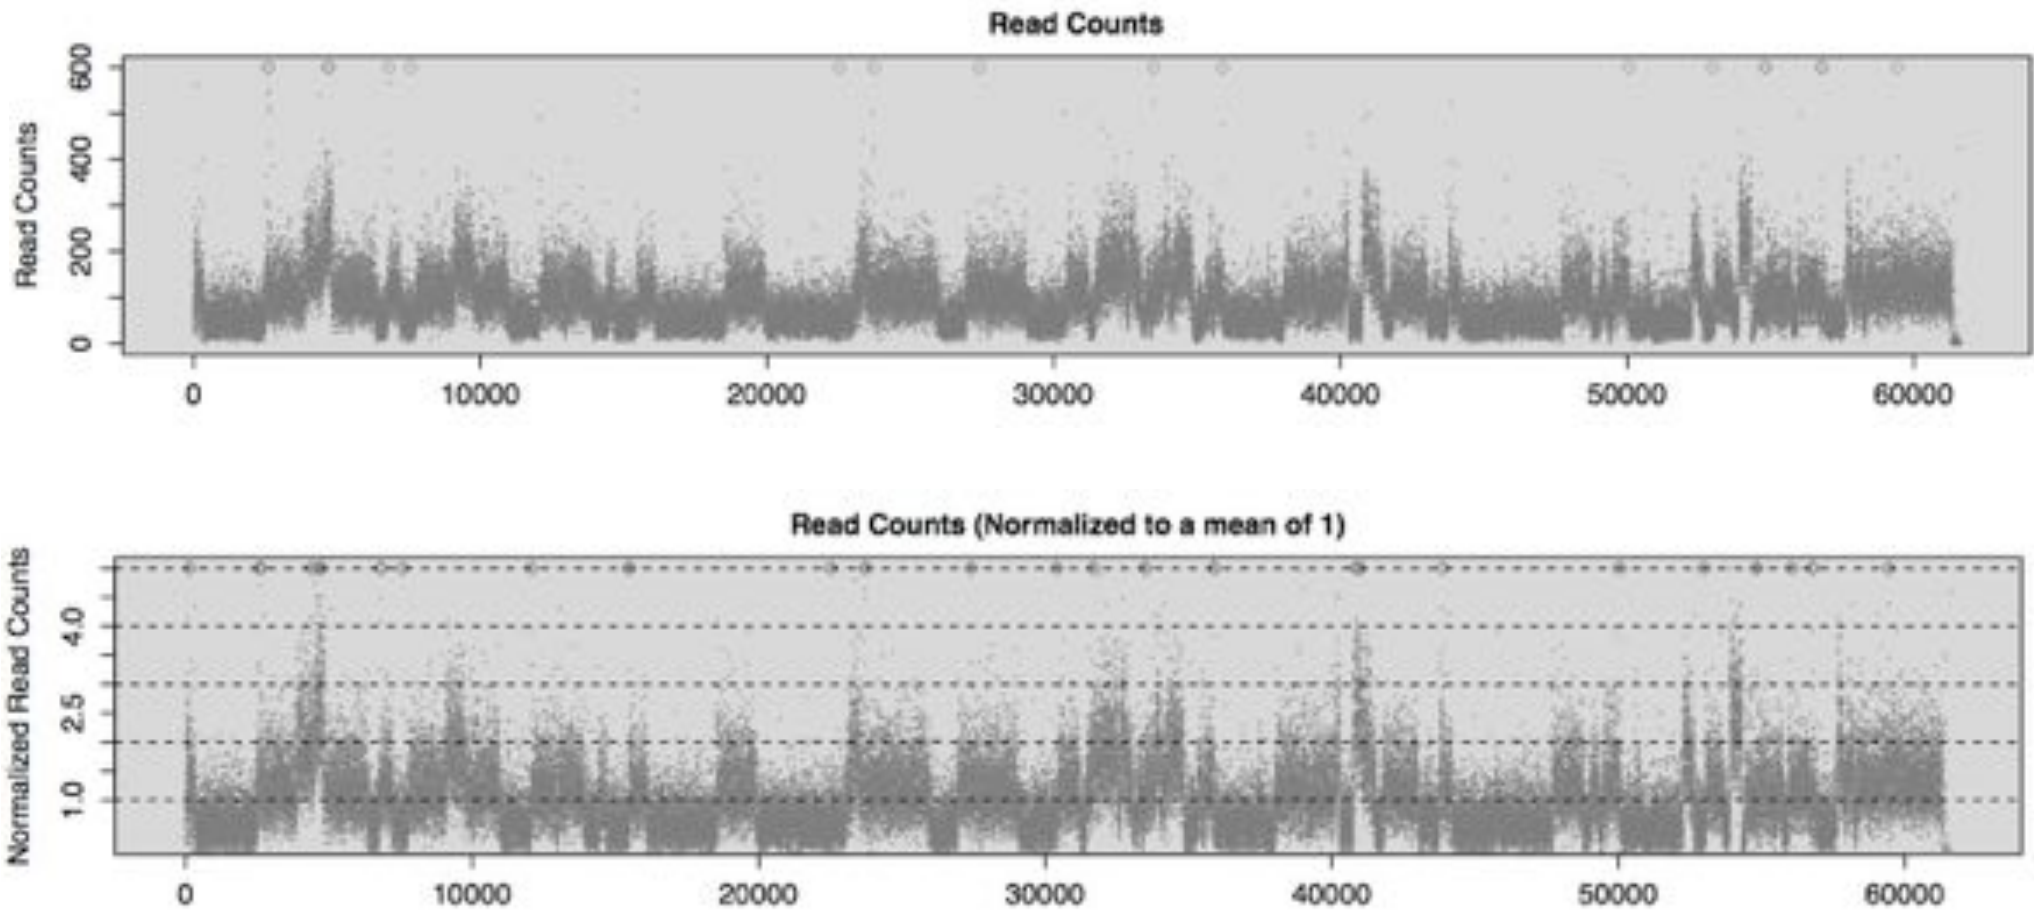 Read Counts
Read Counts
600
400
200
0
0 10000 20000 30000 40000 50000 60000
Read Counts (Normalized to a mean of 1)
Normalized Read Counts
4.0
2.5
1.0
0 10000 20000 30000 40000 50000 60000